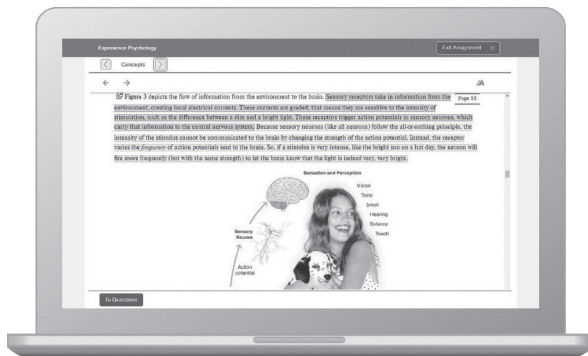 Experience Psychology
Exit Assignment X
Concepts
Figure 3 depicts the flow of information from the environment to the brain. Sensory receptors take in information from the
Page 85
environment, creating local electrical currents. These currents are graded; that means they are sensitive to the intensity of
stimulation, such as the difference between a dim and a bright light. These receptors trigger action potentials in sensory neurons, which
carry that information to the central nervous system. Because sensory neurons (like all neurons) follow the all-or-nothing principle, the
intensity of the stimulus cannot be communicated to the brain by changing the strength of the action potential. Instead, the receptor
varies the frequency of action potentials sent to the brain. So, if a stimulus is very intense, like the bright sun on a hot day, the neuron will
fire more frequently (but with the same strength) to let the brain know that the light is indeed very, very bright.
Sensation and Perception
Vision
Taste
Smell
Hearing
Balance
Touch
Sensory
Neuron
Action
potential
To Questions